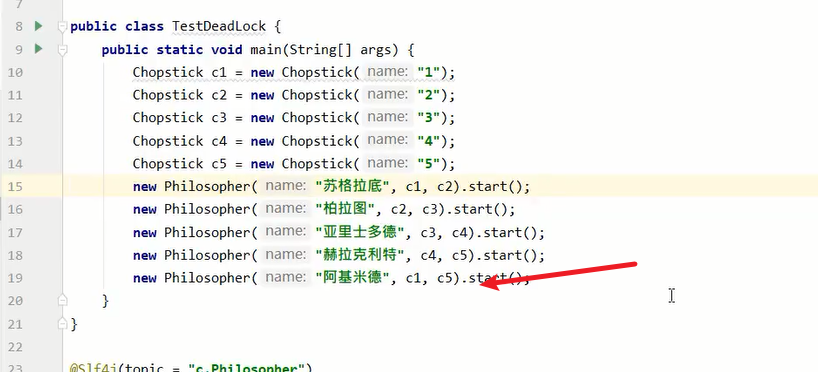 7
8 public class TestDeadLock {
9 public static void main(String[] args) {
10 Chopstick c1 = new Chopstick( name: "1");
11 Chopstick c2 = new Chopstick( name: "2");
12 Chopstick c3 = new Chopstick( name: "3");
13 Chopstick c4 = new Chopstick( name: "4");
14 Chopstick c5 = new Chopstick( name: "5");
15 new Philosopher( name: "苏格拉底", c1, c2).start();
16 new Philosopher( name: "柏拉图", c2, c3).start();
17 new Philosopher( name: "亚里士多德", c3, c4).start();
18 new Philosopher( name: "赫拉克利特", c4, c5).start();
19 new Philosopher( name: "阿基米德", c1, c5).start();
20 }
21 }
22
23 @Slf4j(topic = "c.Philosopher")